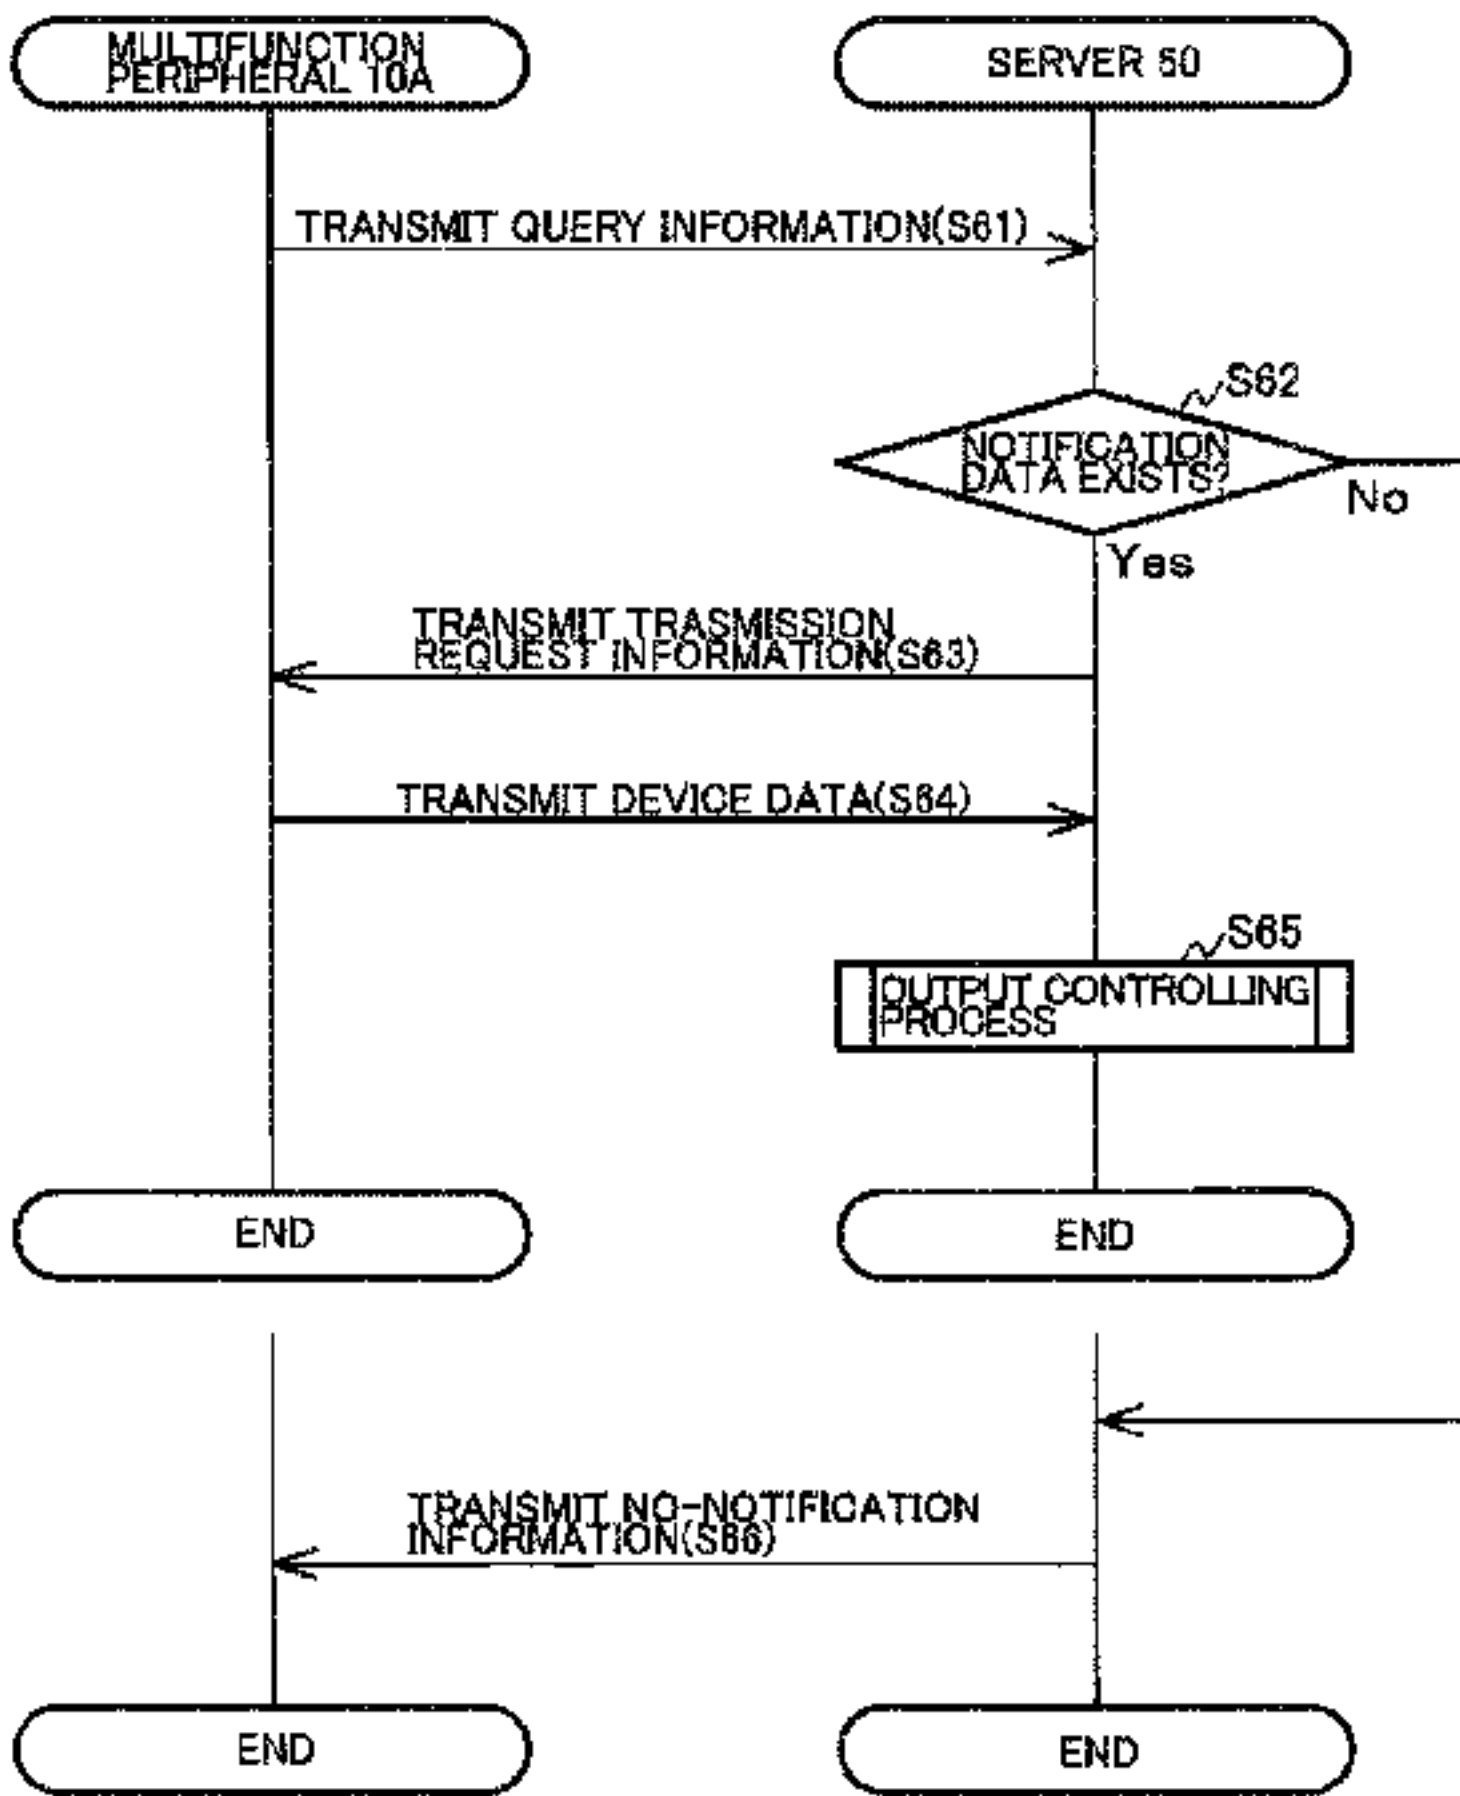 MULTIFUNCTION
PERIPHERAL 10A
SERVER 50
TRANSMIT QUERY INFORMATION(S61)
S62
NOTIFICATION
DATA EXISTS?
No
Yes
TRANSMIT TRASMISSION
REQUEST INFORMATION(S63)
TRANSMIT DEVICE DATA(S64)
S65
OUTPUT CONTROLLING
PROCESS
END
END
TRANSMIT NO-NOTIFICATION
INFORMATION(S66)
END
END